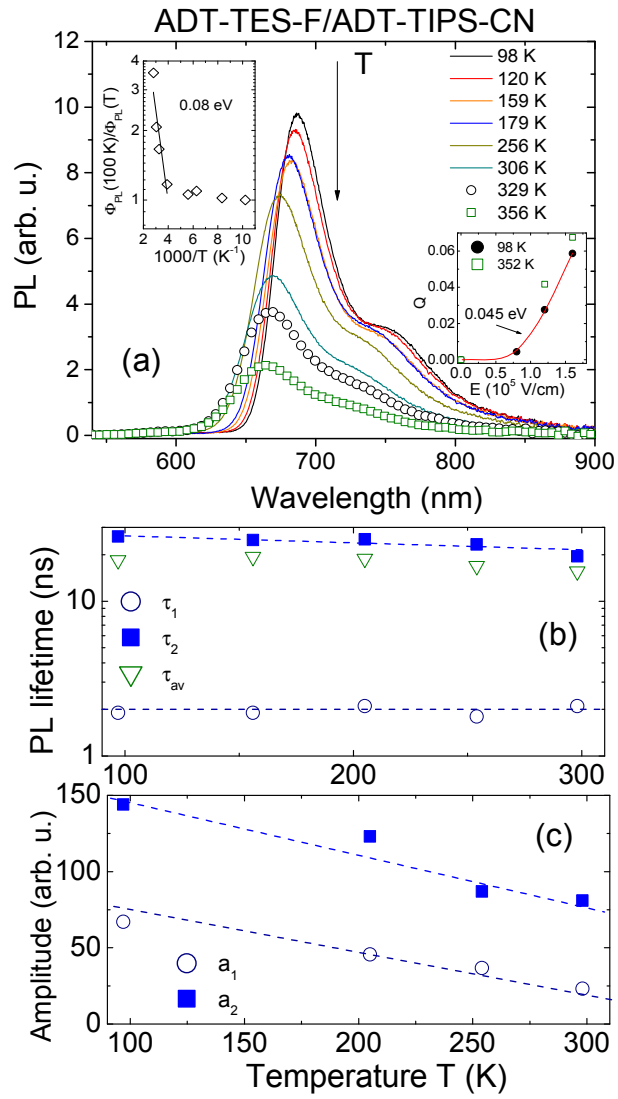 ADT-TES-F/ADT-TIPS-CN
12
10
8
6
4
2
0
PL (arb. u.)
600
700
800
900
Wavelength (nm)
(a)
T
98 K
120 K
159 K
179 K
256 K
306 K
329 K
356 K
4
3
2
1
Φ_PL(100 K)/Φ_PL(T)
0.08 eV
2 4 6 8 10
1000/T (K⁻¹)
0.06
0.04
0.02
0.00
Q
98 K
352 K
0.045 eV
0.0 0.5 1.0 1.5
E (10⁵ V/cm)
10
1
PL lifetime (ns)
τ₁
τ₂
τ_av
(b)
100
200
300
150
100
50
0
Amplitude (arb. u.)
(c)
a₁
a₂
100
150
200
250
300
Temperature T (K)